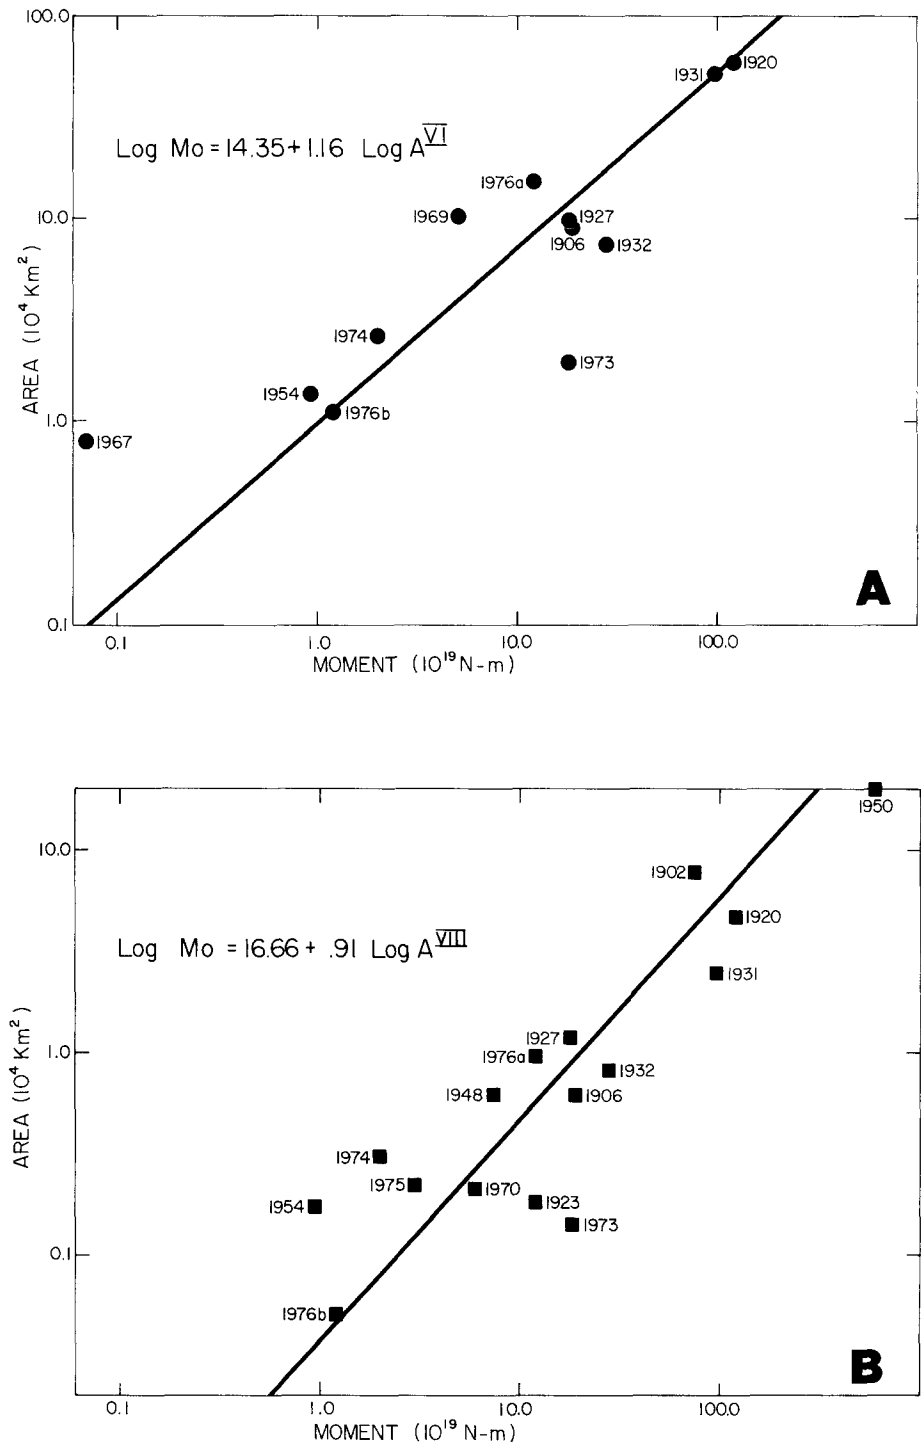 100.0
1931 1920
Log Mo = 14.35 + 1.16 Log A^VI
1976a
1969
10.0
1927
1906 1932
AREA (10^4 Km^2)
1974
1973
1954
1976b
1.0
1967
A
0.1
0.1 1.0 10.0 100.0
MOMENT (10^19 N-m)
1950
1902
10.0
1920
Log Mo = 16.66 + .91 Log A^VIII
1931
1927
1976a
1.0
1932
1948 1906
AREA (10^4 Km^2)
1974
1975 1970
1954 1923
1973
0.1
1976b
B
0.1 1.0 10.0 100.0
MOMENT (10^19 N-m)